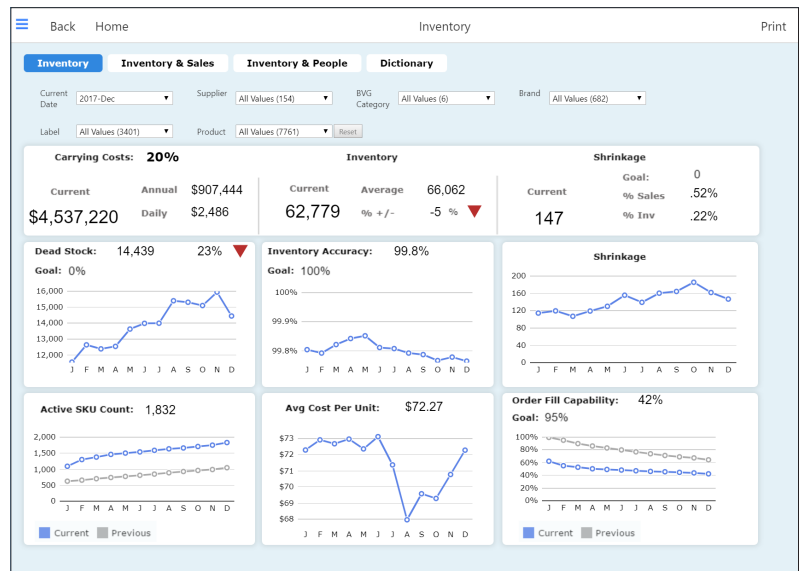 Back Home Inventory Print
Inventory Inventory & Sales Inventory & People Dictionary
Current Date 2017-Dec Supplier All Values (154) BVG Category All Values (6) Brand All Values (682)
Label All Values (3401) Product All Values (7761) Reset
Carrying Costs: 20%
Current Annual $907,444
$4,537,220 Daily $2,486
Inventory
Current Average 66,062
62,779 % +/- -5 %
Shrinkage
Goal: 0
Current % Sales .52%
147 % Inv .22%
Dead Stock: 14,439 23%
Goal: 0%
16,000
15,000
14,000
13,000
12,000
J F M A M J J A S O N D
Inventory Accuracy: 99.8%
Goal: 100%
100%
99.9%
99.8%
J F M A M J J A S O N D
Shrinkage
200
160
120
80
40
0
J F M A M J J A S O N D
Active SKU Count: 1,832
2,000
1,500
1,000
500
0
J F M A M J J A S O N D
Current Previous
Avg Cost Per Unit: $72.27
$73
$72
$71
$70
$69
$68
J F M A M J J A S O N D
Order Fill Capability: 42%
Goal: 95%
100%
80%
60%
40%
20%
0%
J F M A M J J A S O N D
Current Previous